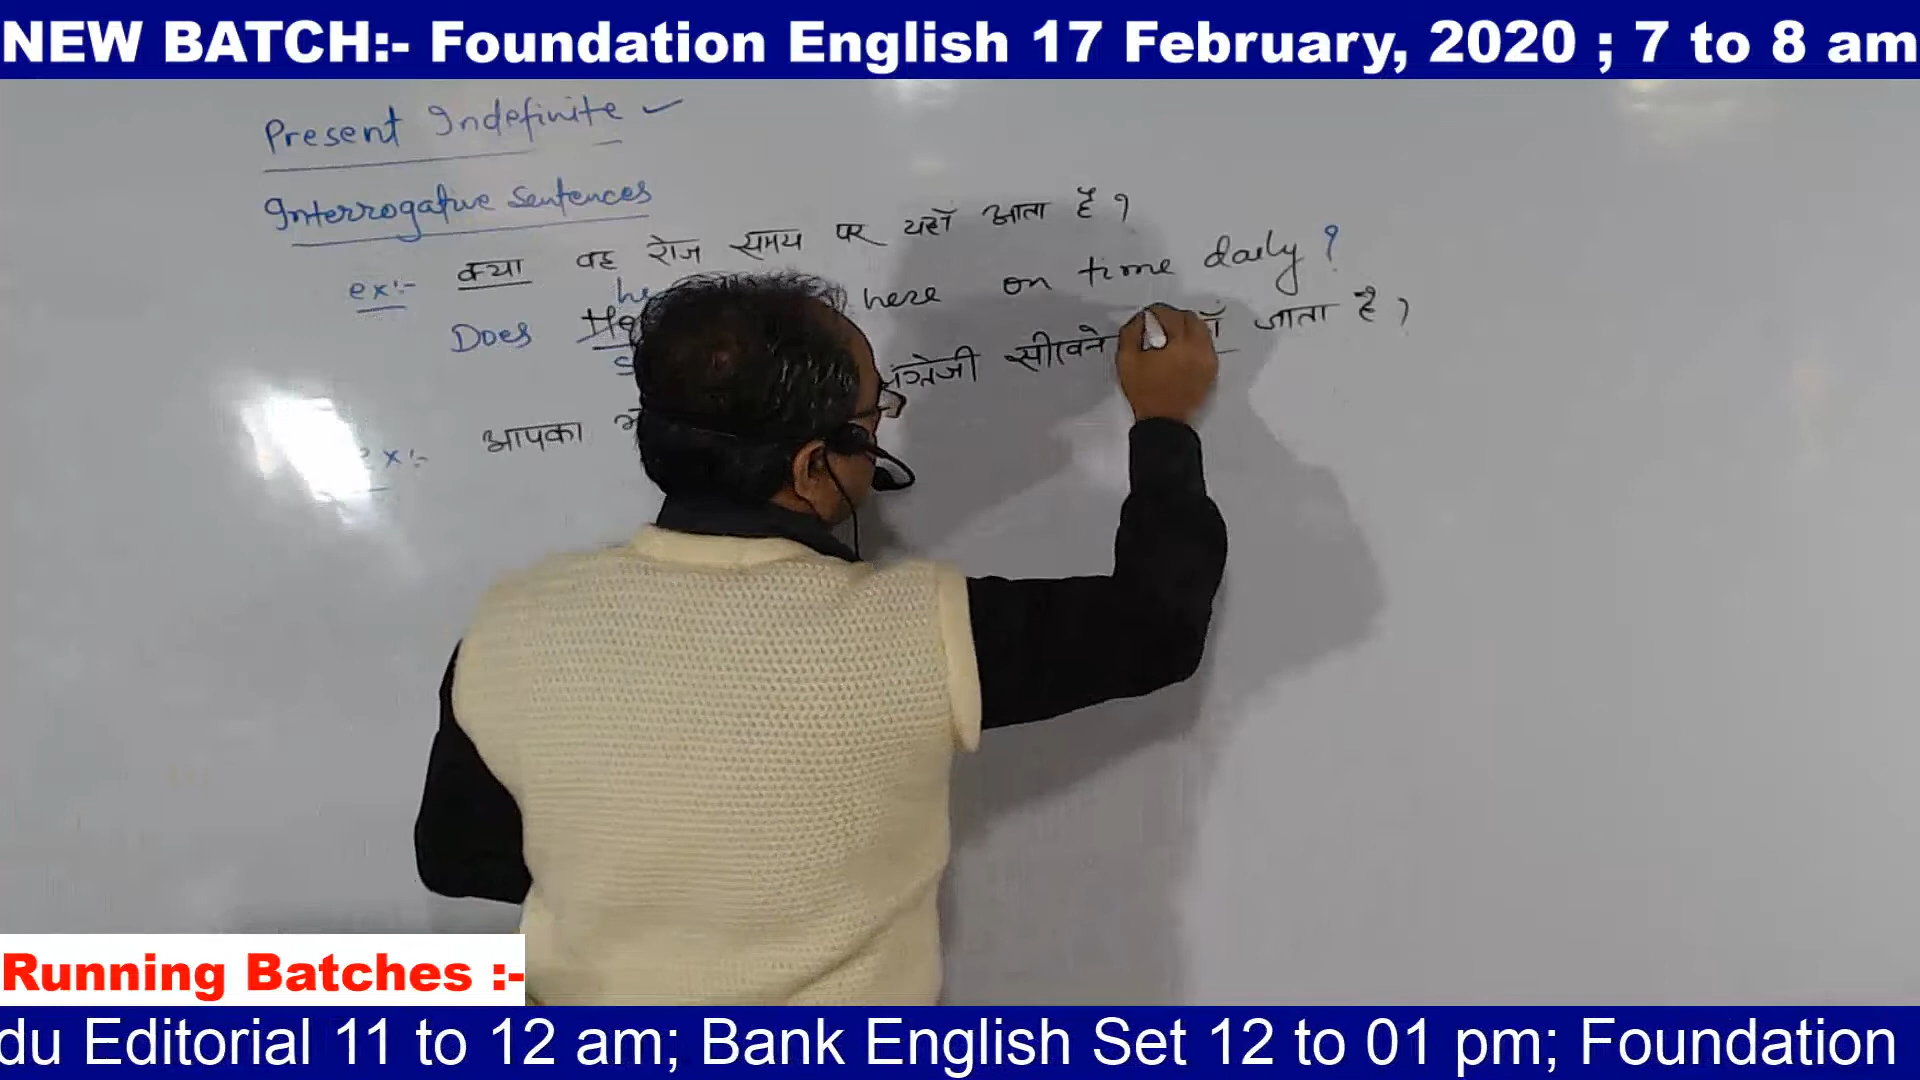 NEW BATCH:- Foundation English 17 February, 2020 ; 7 to 8 am
Present Indefinite
Interrogative Sentences
ex:- क्या वह रोज समय पर यहाँ आता है ?
he here on time daily ?
Does
ex:- आपका अंग्रेजी सीखने जाता है ?
Running Batches :-
du Editorial 11 to 12 am; Bank English Set 12 to 01 pm; Foundation